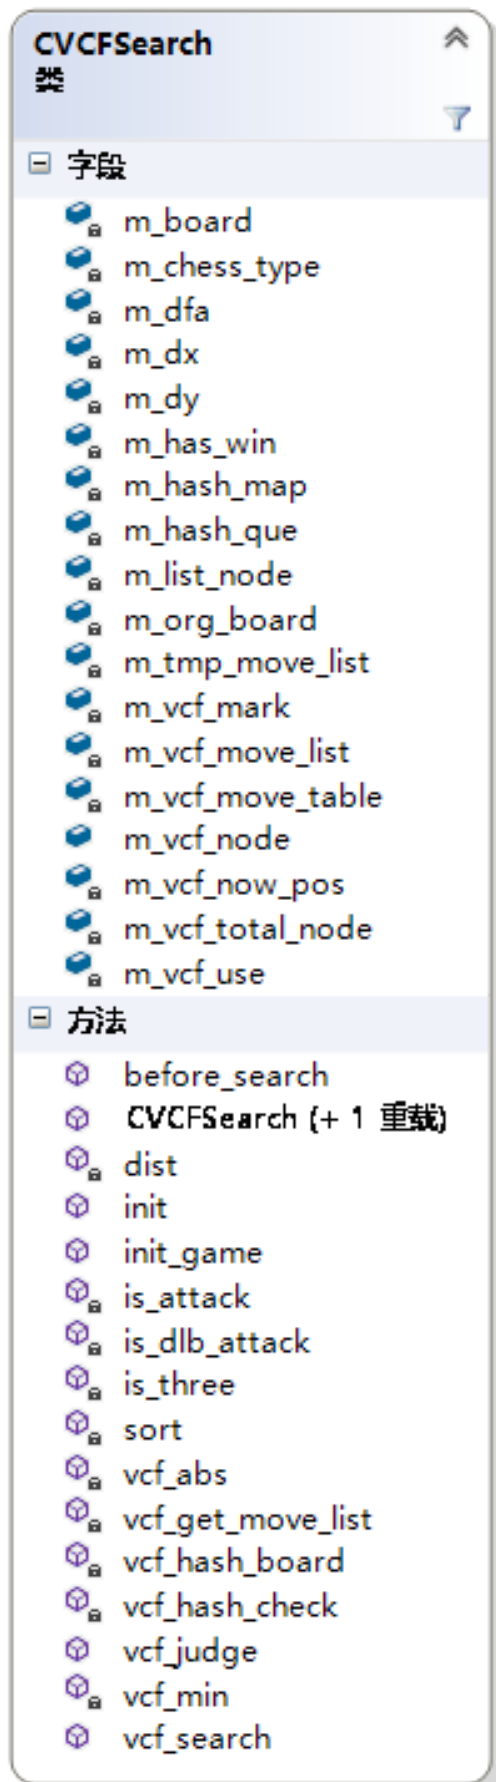 CVCFSearch
类
字段
m_board
m_chess_type
m_dfa
m_dx
m_dy
m_has_win
m_hash_map
m_hash_que
m_list_node
m_org_board
m_tmp_move_list
m_vcf_mark
m_vcf_move_list
m_vcf_move_table
m_vcf_node
m_vcf_now_pos
m_vcf_total_node
m_vcf_use
方法
before_search
CVCFSearch (+ 1 重载)
dist
init
init_game
is_attack
is_dlb_attack
is_three
sort
vcf_abs
vcf_get_move_list
vcf_hash_board
vcf_hash_check
vcf_judge
vcf_min
vcf_search